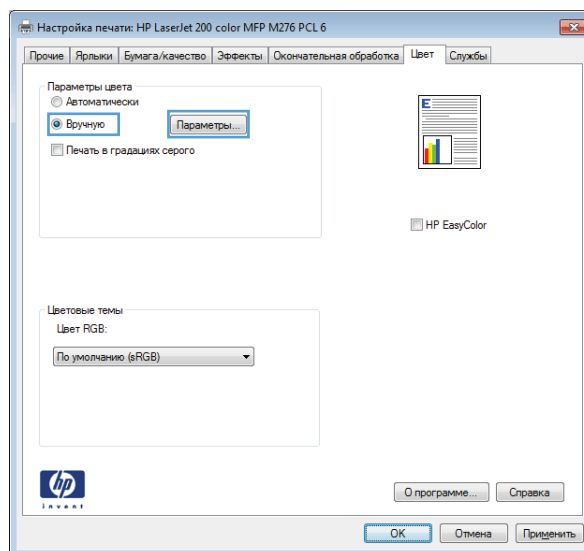 Настройка печати: HP LaserJet 200 color MFP M276 PCL 6
Прочие Ярлыки Бумага/качество Эффекты Окончательная обработка Цвет Службы
Параметры цвета
Автоматически
Вручную Параметры...
Печать в градациях серого
E
HP EasyColor
Цветовые темы
Цвет RGB:
По умолчанию (sRGB)
hp
invent
О программе... Справка
OK Отмена Применить